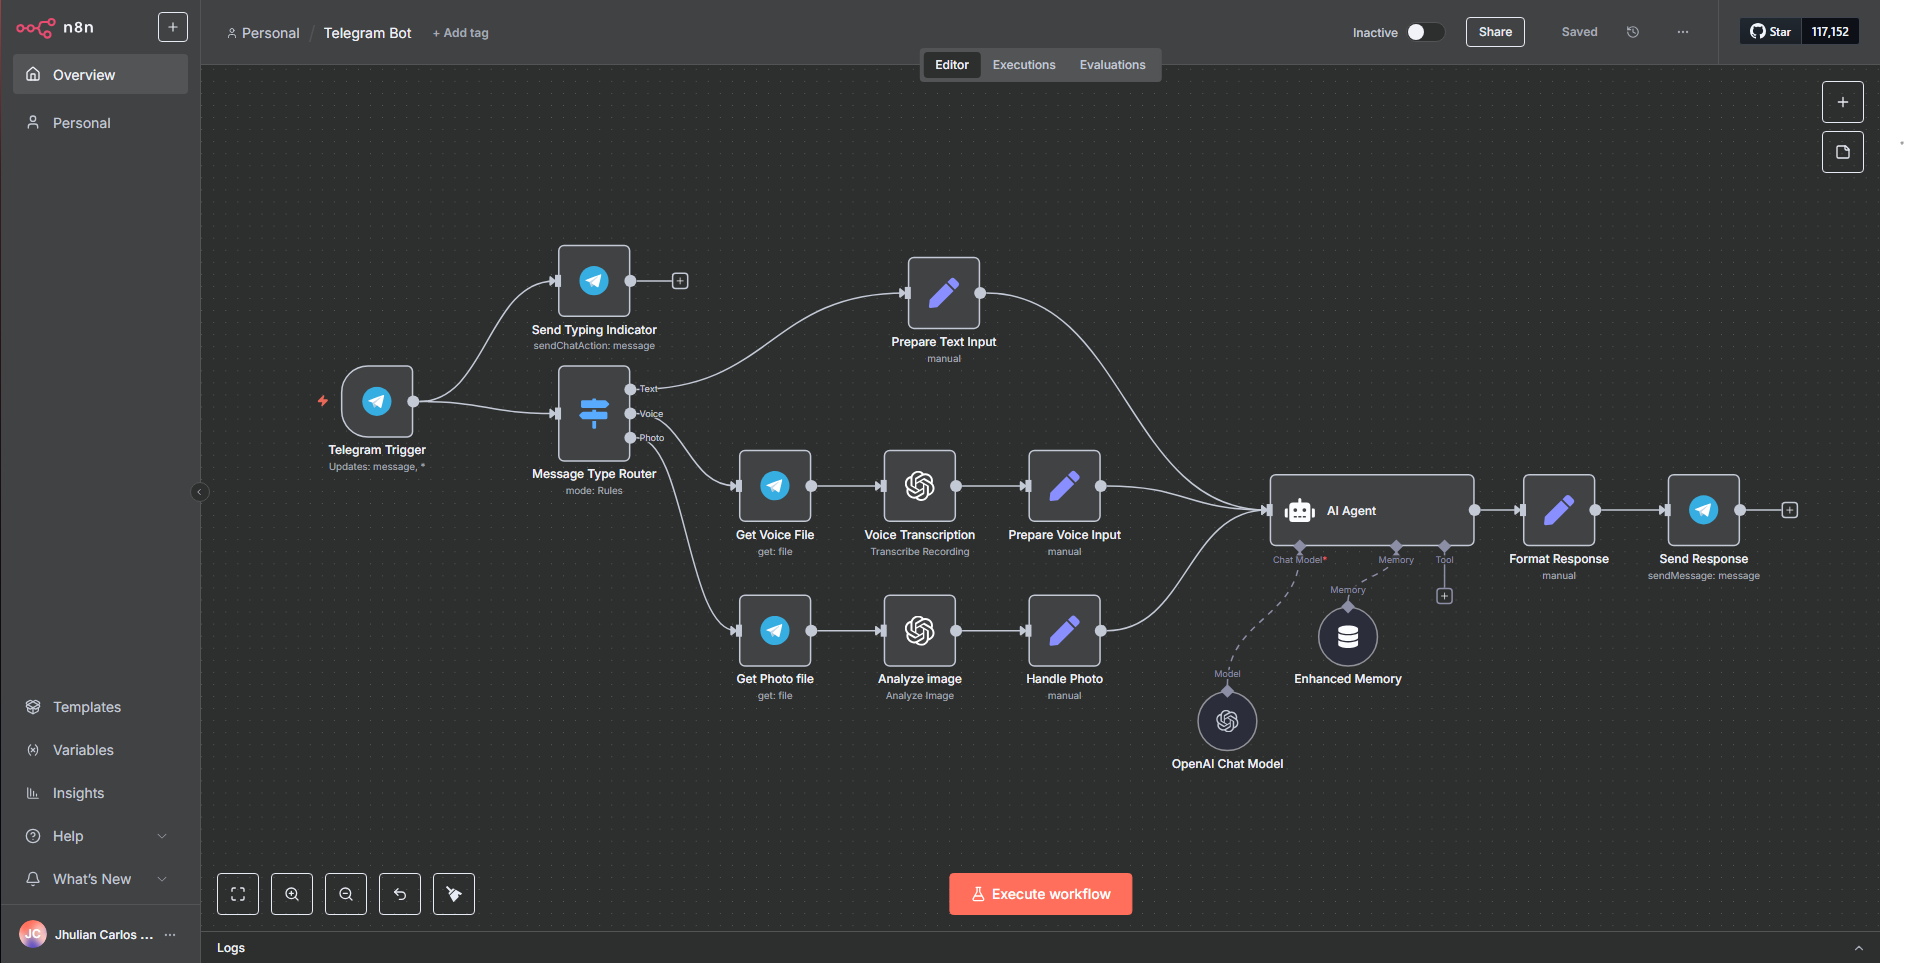 n8n
Personal / Telegram Bot + Add tag
Inactive
Share
Saved
Star 117,152
Editor Executions Evaluations
Overview
Personal
Send Typing Indicator
sendChatAction: message
Prepare Text Input
manual
Telegram Trigger
Updates: message, *
Text
Voice
Photo
Message Type Router
mode: Rules
Get Voice File
get: file
Voice Transcription
Transcribe Recording
Prepare Voice Input
manual
AI Agent
Chat Model*
Memory
Tool
Format Response
manual
Send Response
sendMessage: message
Memory
Enhanced Memory
Get Photo file
get: file
Analyze image
Analyze Image
Handle Photo
manual
Model
OpenAI Chat Model
Templates
Variables
Insights
Help
What's New
JC Jhulian Carlos ...
Execute workflow
Logs